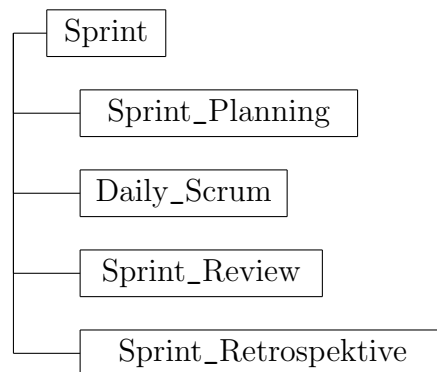 Sprint
Sprint_Planning
Daily_Scrum
Sprint_Review
Sprint_Retrospektive